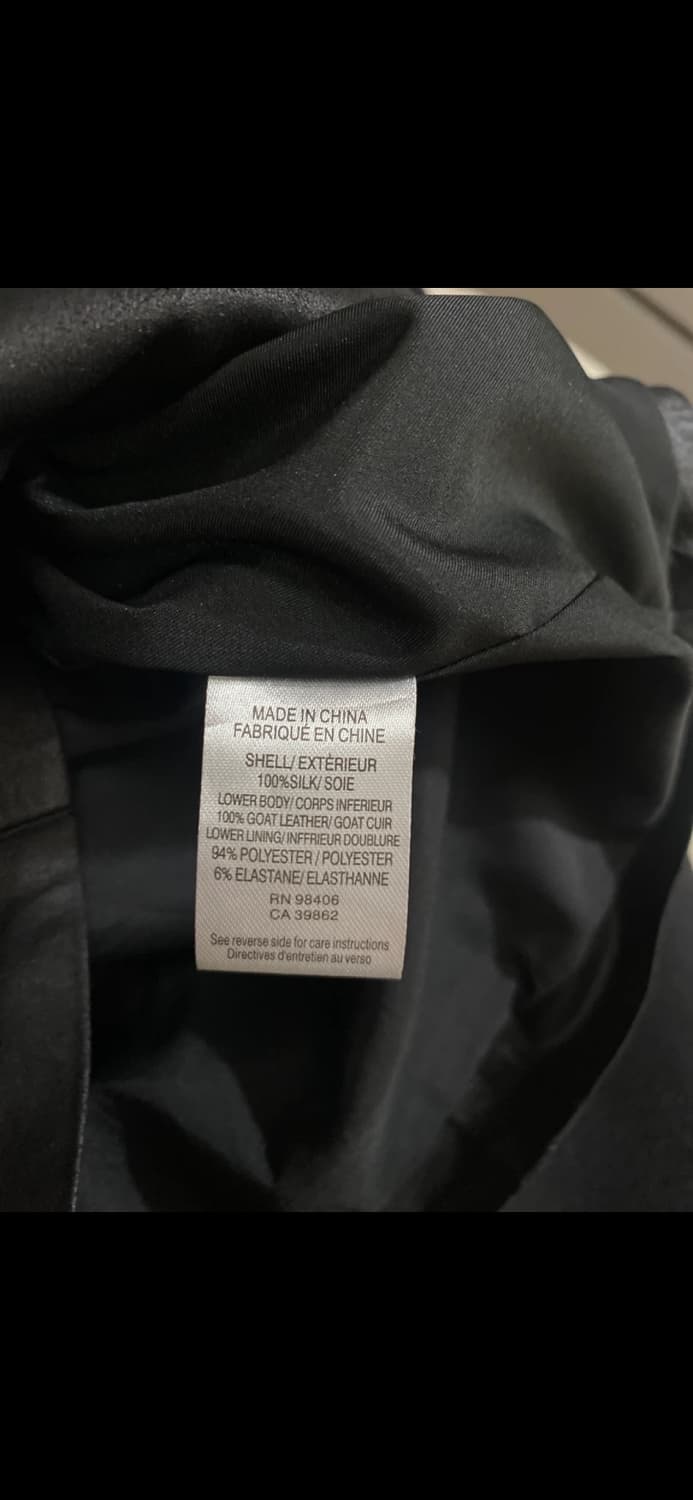 MADE IN CHINA
FABRIQUÉ EN CHINE
SHELL/ EXTÉRIEUR
100%SILK/ SOIE
LOWER BODY/ CORPS INFERIEUR
100% GOAT LEATHER/ GOAT CUIR
LOWER LINING/ INFFRIEUR DOUBLURE
94% POLYESTER / POLYESTER
6% ELASTANE/ ELASTHANNE
RN 98406
CA 39862
See reverse side for care instructions
Directives d'entretien au verso